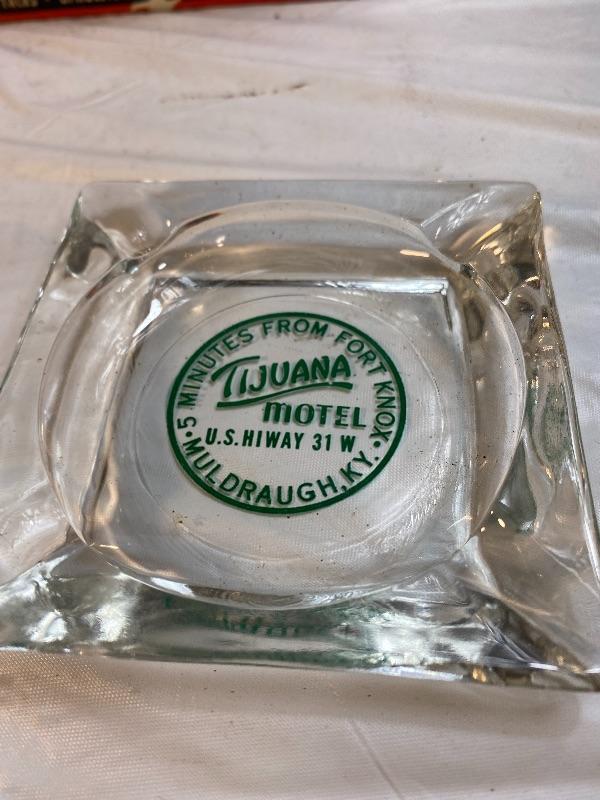 5 MINUTES FROM FORT KNOX
TIJUANA
MOTEL
U.S. HIWAY 31 W
MULDRAUGH, KY.